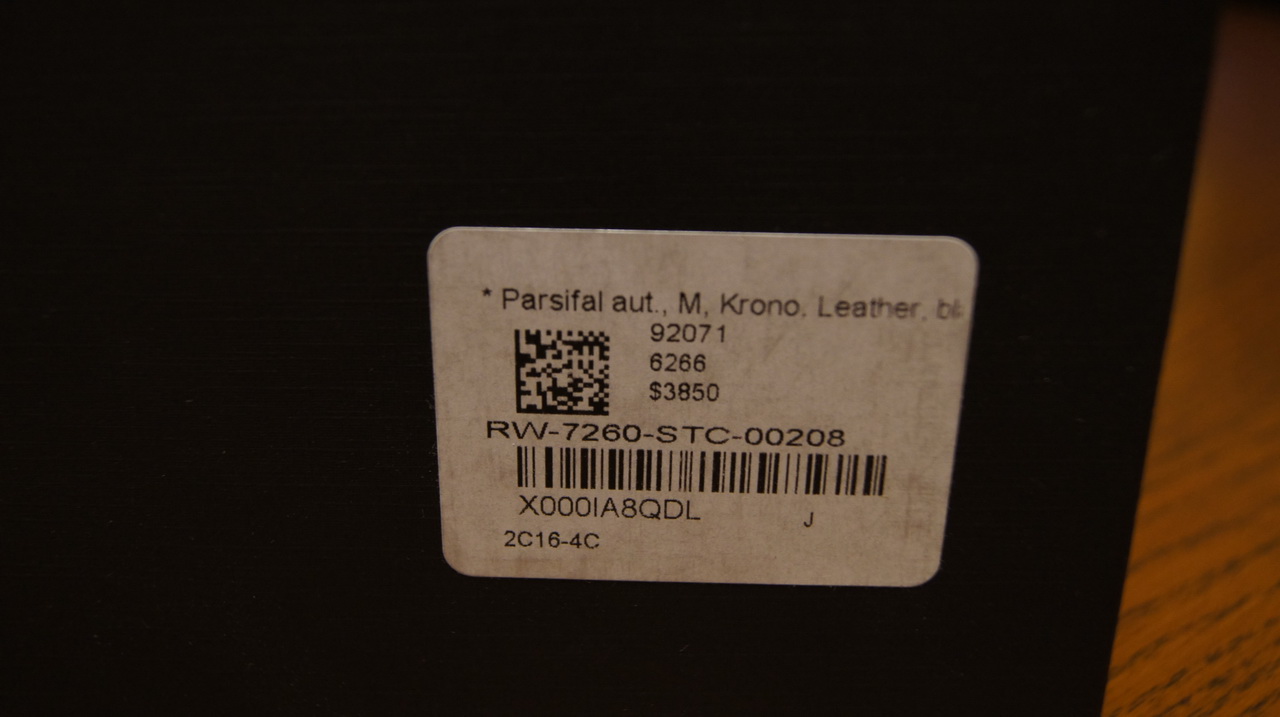 * Parsifal aut., M, Krono, Leather,
92071
6266
$3850
RW-7260-STC-00208
X000IA8QDL
J
2C16-4C